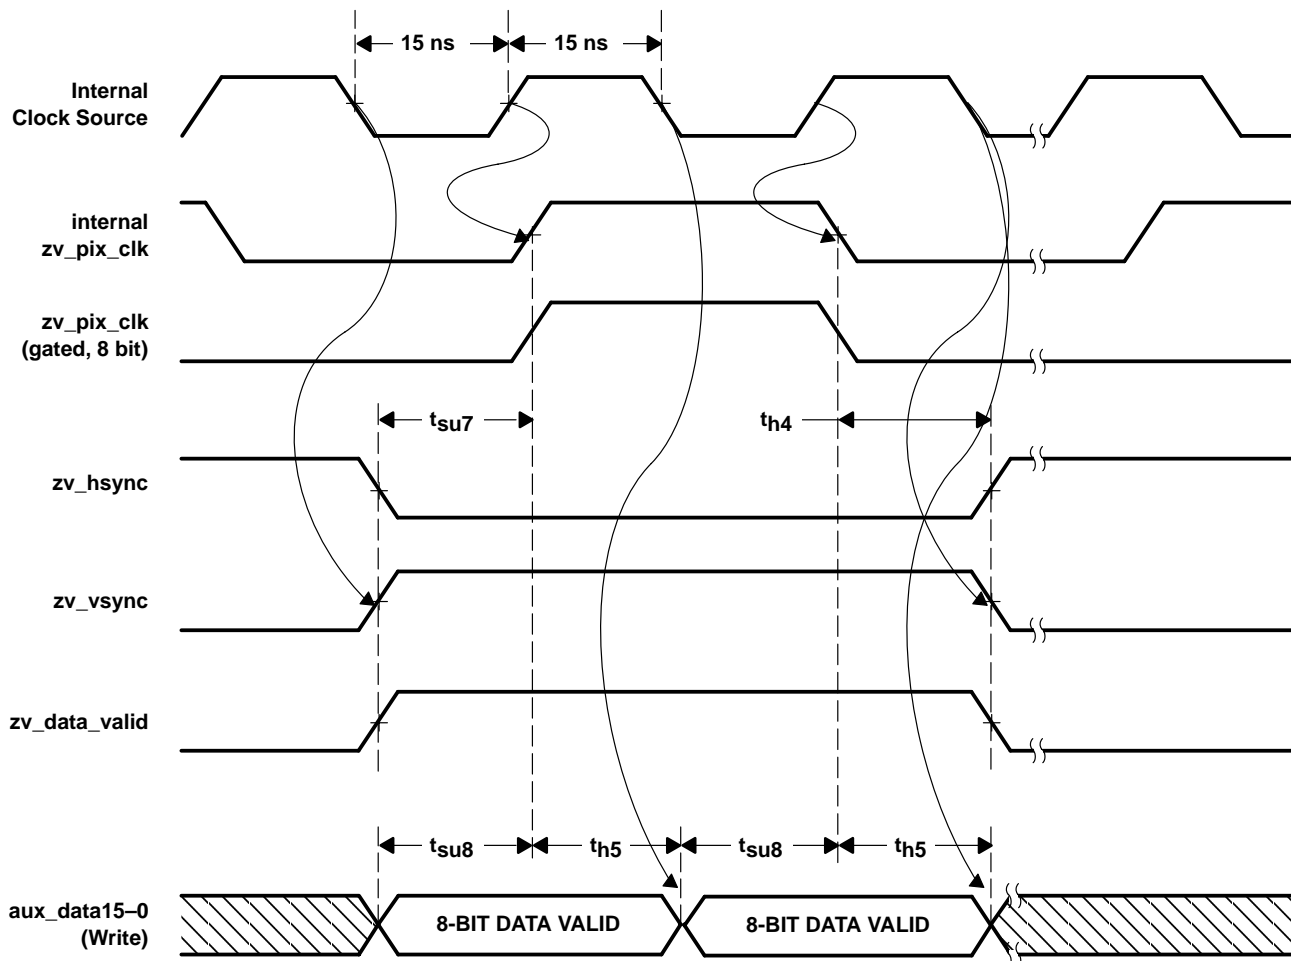 15 ns
15 ns
Internal
Clock Source
internal
zv_pix_clk
zv_pix_clk
(gated, 8 bit)
tsu7
th4
zv_hsync
zv_vsync
zv_data_valid
tsu8
th5
tsu8
th5
aux_data15–0
(Write)
8-BIT DATA VALID
8-BIT DATA VALID